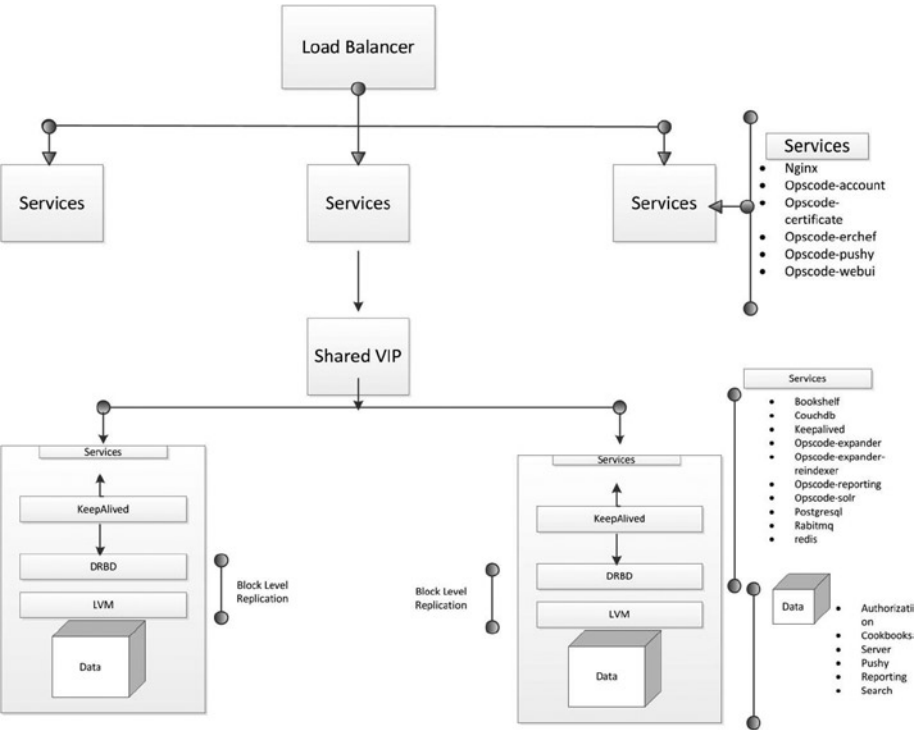 Load Balancer
Services
Services
Services
Services
Nginx
Opscode-account
Opscode-
certificate
Opscode-erchef
Opscode-pushy
Opscode-webui
Shared VIP
Services
Bookshelf
Couchdb
Keepalived
Opscode-expander
Opscode-expander-
reindexer
Opscode-reporting
Opscode-solr
Postgresql
Rabitmq
redis
Services
KeepAlived
DRBD
LVM
Data
Block Level
Replication
Block Level
Replication
Services
KeepAlived
DRBD
LVM
Data
Data
Authorizati
on
Cookbooks
Server
Pushy
Reporting
Search